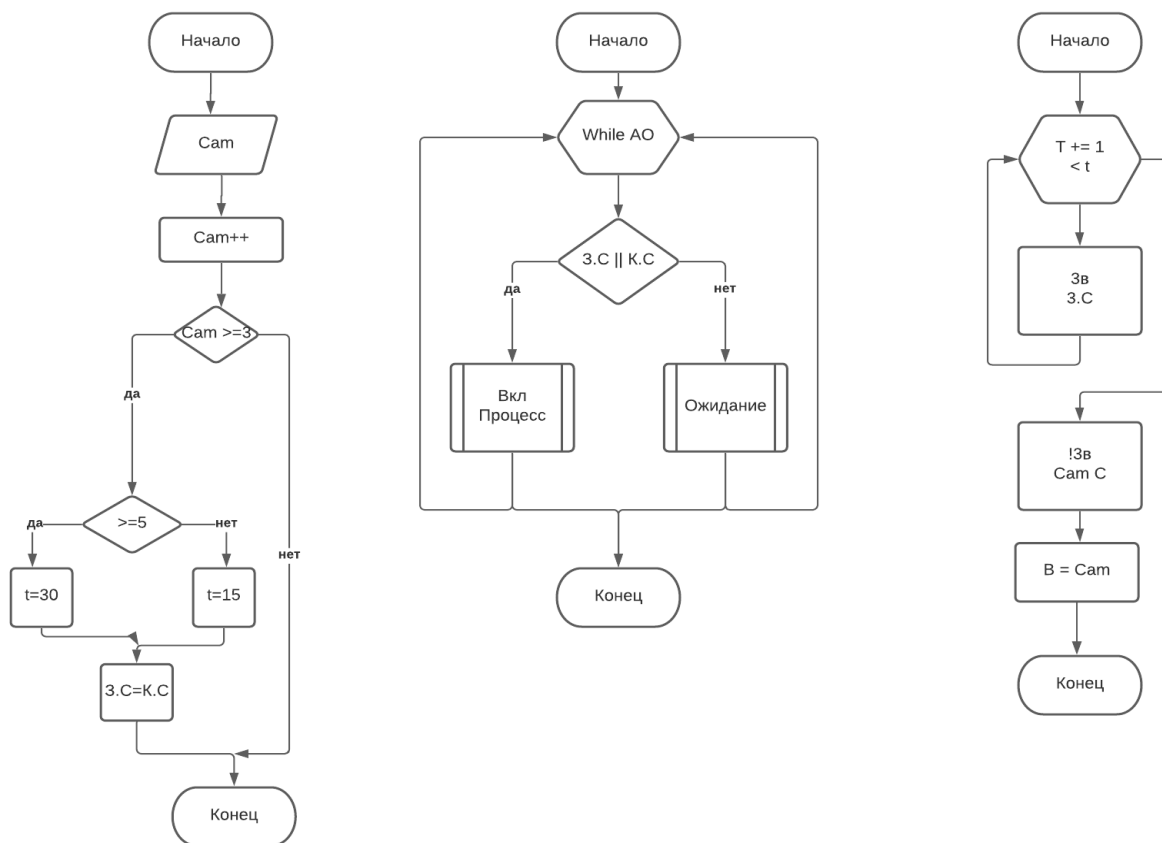 Начало
Cam
Cam++
Cam >=3
да
>=5
да
нет
нет
t=30
t=15
З.С=К.С
Конец
Начало
While АО
З.С || К.С
да
нет
Вкл
Процесс
Ожидание
Конец
Начало
T += 1
< t
Зв
З.С
!Зв
Cam С
B = Cam
Конец